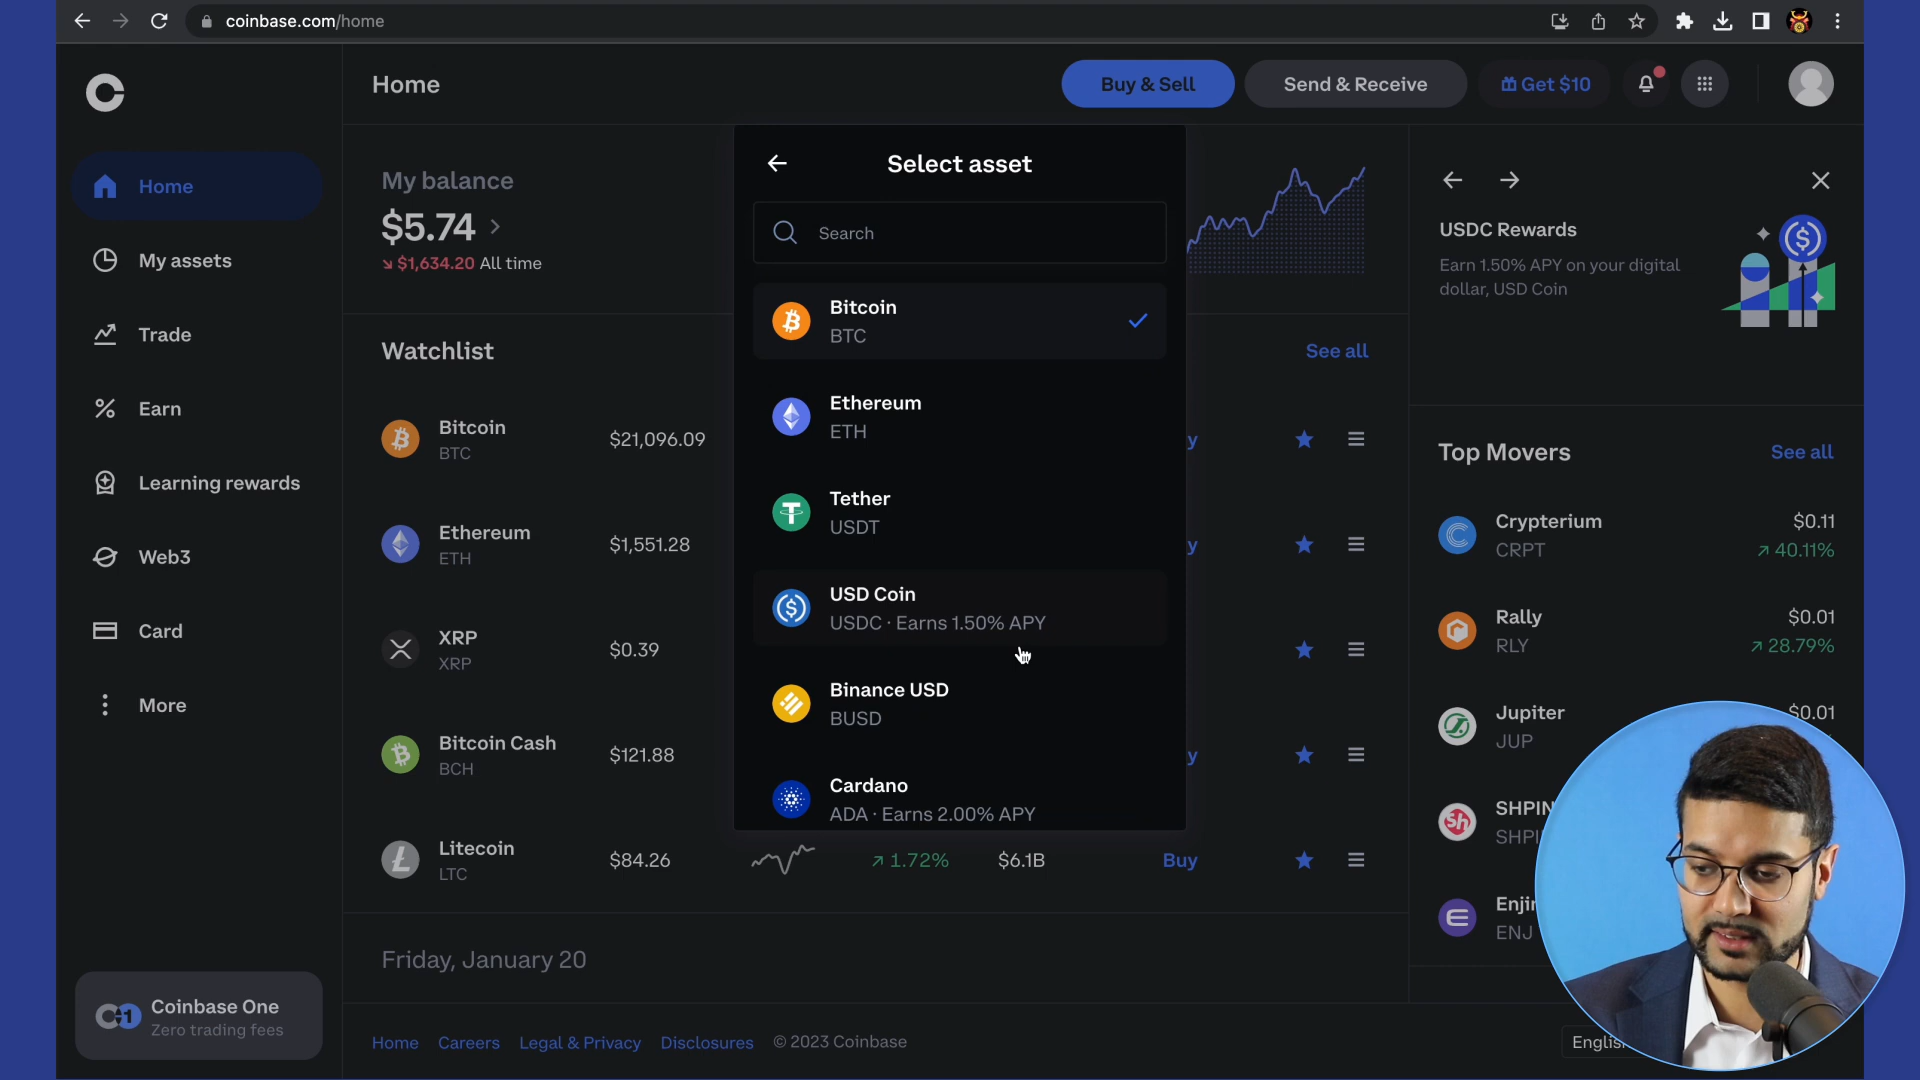 coinbase.com/home
Home
Buy & Sell
Send & Receive
Get $10
Home
My assets
Trade
Earn
Learning rewards
Web3
Card
More
Coinbase One
Zero trading fees
My balance
$5.74
$1,634.20 All time
Watchlist
See all
Bitcoin
BTC
$21,096.09
Ethereum
ETH
$1,551.28
XRP
XRP
$0.39
Bitcoin Cash
BCH
$121.88
Litecoin
LTC
$84.26
1.72%
$6.1B
Buy
Friday, January 20
Select asset
Search
Bitcoin
BTC
Ethereum
ETH
Tether
USDT
USD Coin
USDC · Earns 1.50% APY
Binance USD
BUSD
Cardano
ADA · Earns 2.00% APY
USDC Rewards
Earn 1.50% APY on your digital
dollar, USD Coin
Top Movers
See all
Crypterium
CRPT
$0.11
40.11%
Rally
RLY
$0.01
28.79%
Jupiter
JUP
$0.01
ENJ
Home
Careers
Legal & Privacy
Disclosures
© 2023 Coinbase